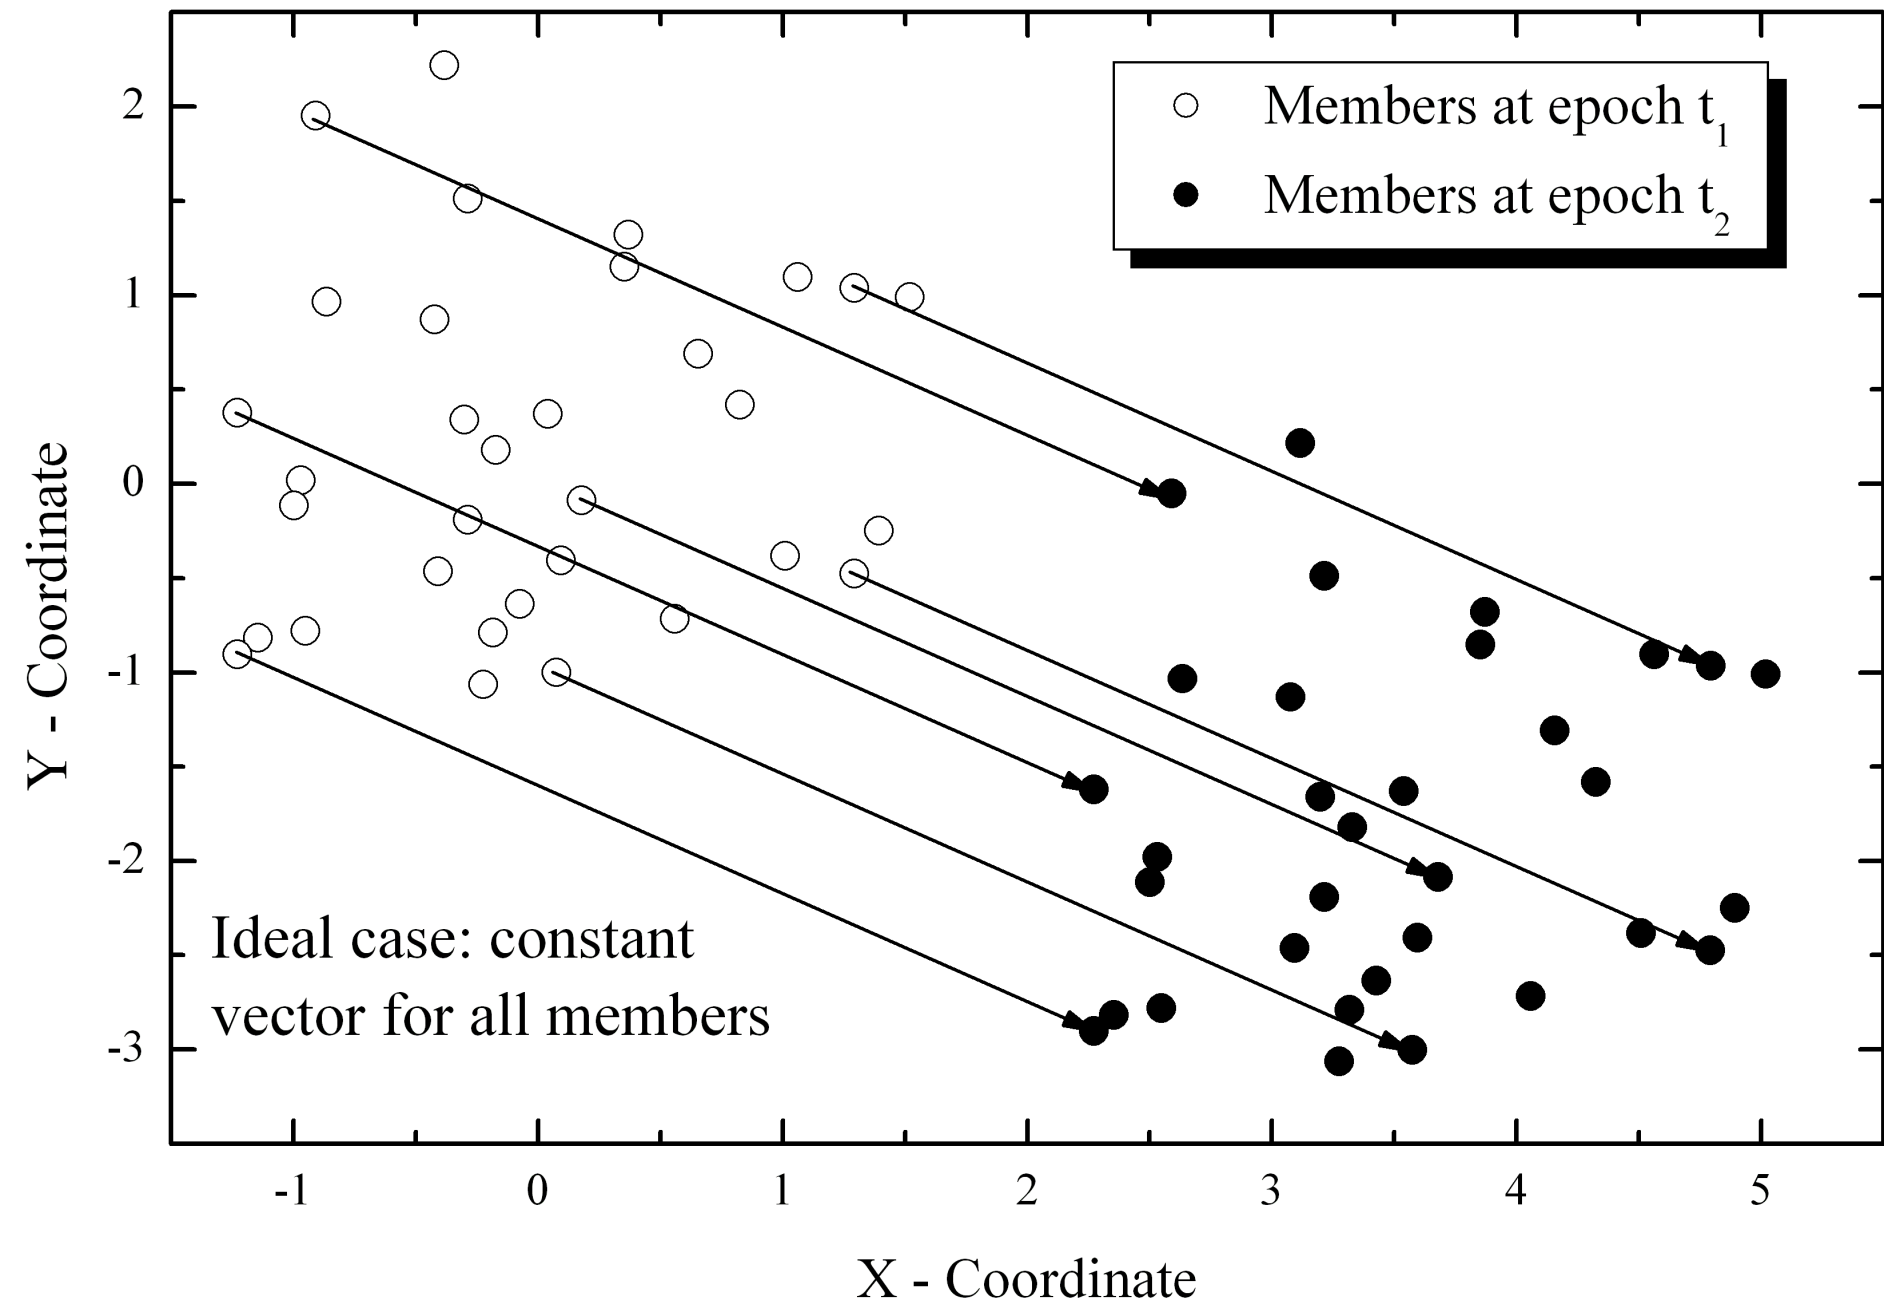 Members at epoch t1
Members at epoch t2
2
1
0
-1
-2
-3
Y - Coordinate
Ideal case: constant
vector for all members
-1 0 1 2 3 4 5
X - Coordinate